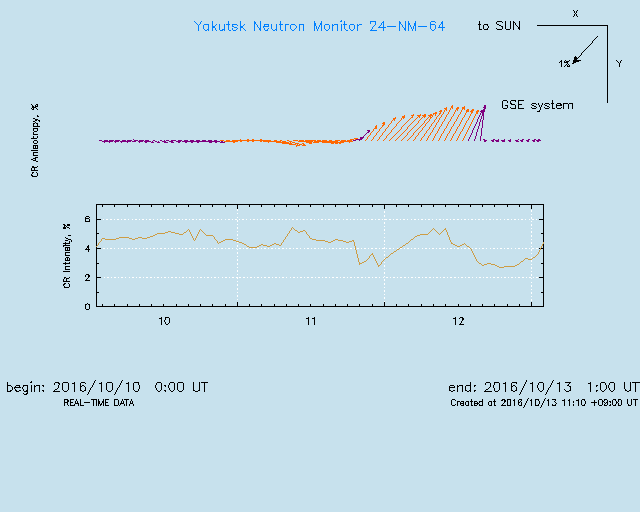 Yakutsk Neutron Monitor 24-NM-64
to SUN
X
Y
1%
GSE system
CR Anisotropy, %
CR Intensity, %
6
4
2
0
10 11 12
begin: 2016/10/10 0:00 UT
end: 2016/10/13 1:00 UT
REAL-TIME DATA
Created at 2016/10/13 11:10 +09:00 UT